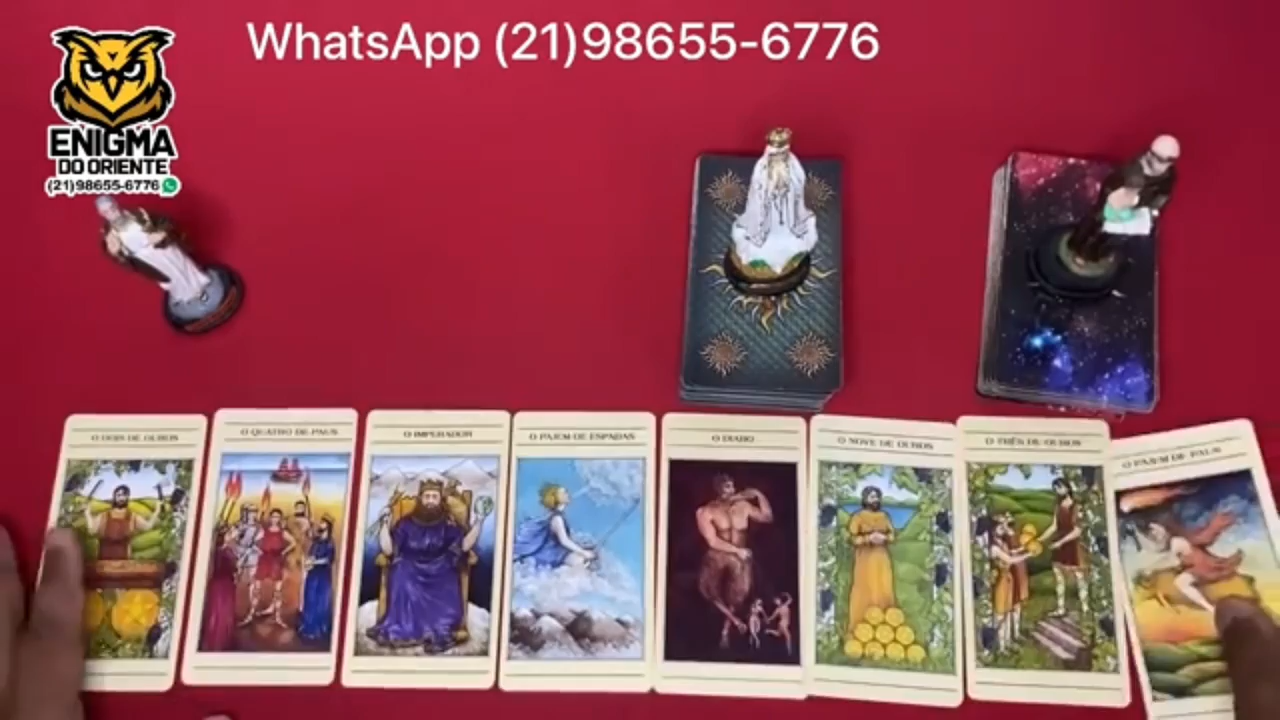 WhatsApp (21)98655-6776
ENIGMA
DO ORIENTE
(21)98655-6776
O DOIS DE OUROS
O QUATRO DE PAUS
O IMPERADOR
O PAJEM DE ESPADAS
O DIABO
O NOVE DE OUROS
O TRÊS DE OUROS
O PAJEM DE PAUS